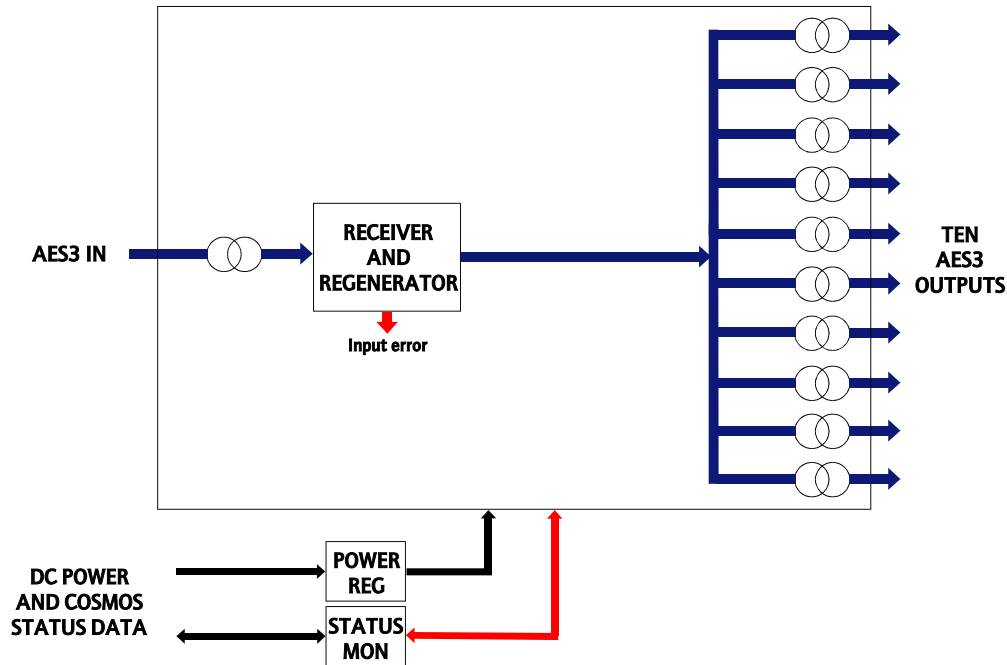 AES3 IN
RECEIVER
AND
REGENERATOR
Input error
TEN
AES3
OUTPUTS
DC POWER
AND COSMOS
STATUS DATA
POWER
REG
STATUS
MON